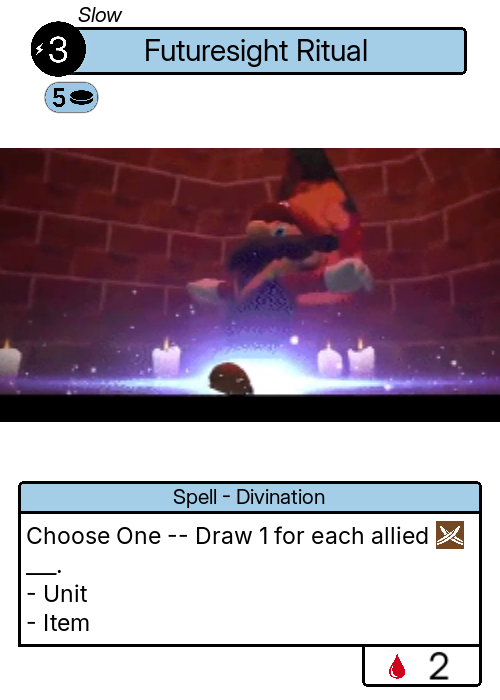 Slow
3
Futuresight Ritual
5
Spell - Divination
Choose One -- Draw 1 for each allied
___.
- Unit
- Item
2